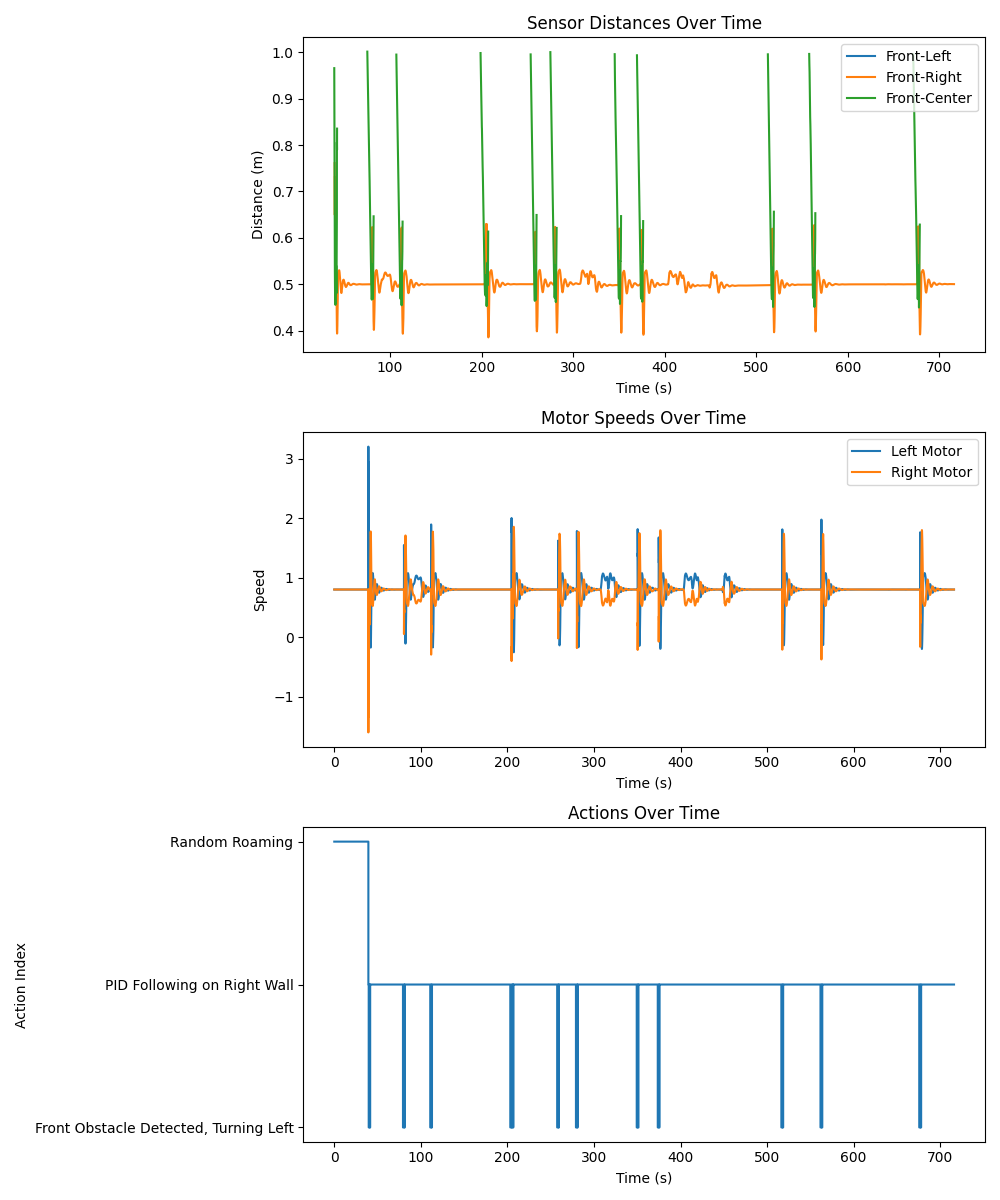 Sensor Distances Over Time
Front-Left
Front-Right
Front-Center
Distance (m)
1.0
0.9
0.8
0.7
0.6
0.5
0.4
100 200 300 400 500 600 700
Time (s)
Motor Speeds Over Time
Left Motor
Right Motor
Speed
3
2
1
0
−1
0 100 200 300 400 500 600 700
Time (s)
Actions Over Time
Action Index
Random Roaming
PID Following on Right Wall
Front Obstacle Detected, Turning Left
0 100 200 300 400 500 600 700
Time (s)